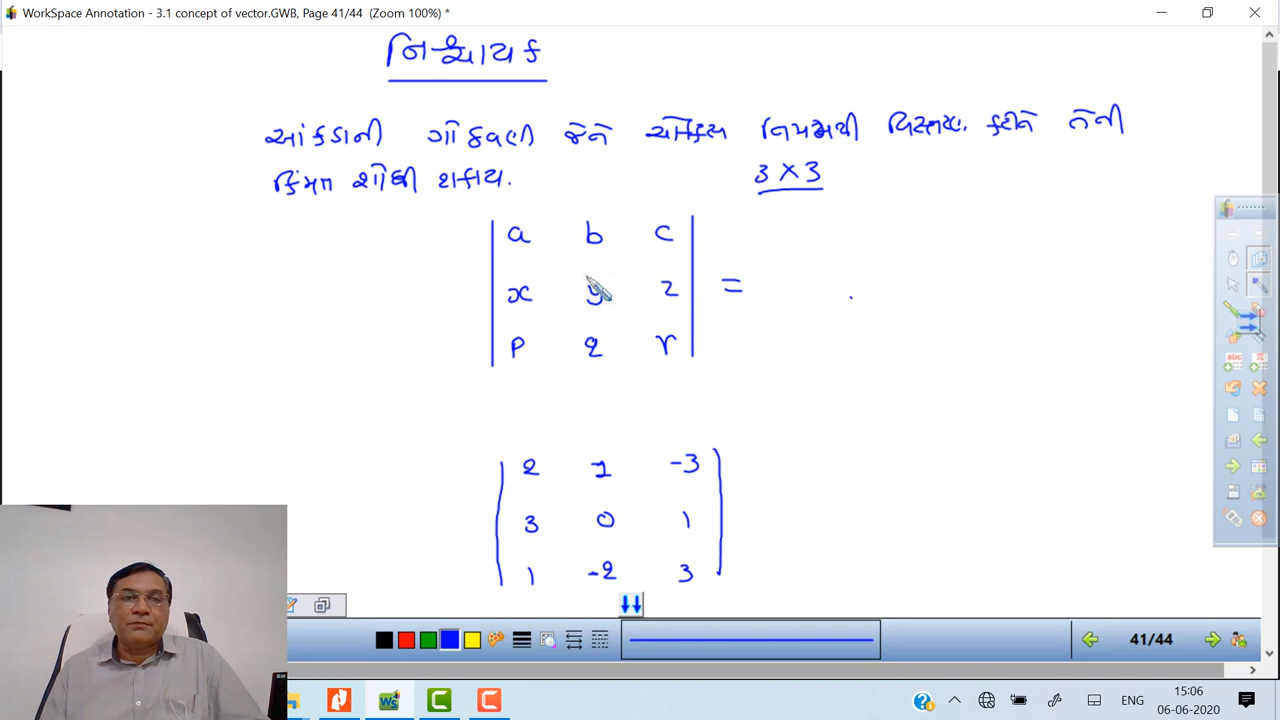 WorkSpace Annotation - 3.1 concept of vector.GWB, Page 41/44 (Zoom 100%) *
નિશ્ચાયક
આંકડાની ગોઠવણી જેને ચોક્કસ નિયમથી વિસ્તરણ કરીને તેની
કિંમત શોધી શકાય. 3 × 3
a b c
x y z =
p q r
2 1 -3
3 0 1
1 -2 3
41/44
ENG
15:06
06-06-2020